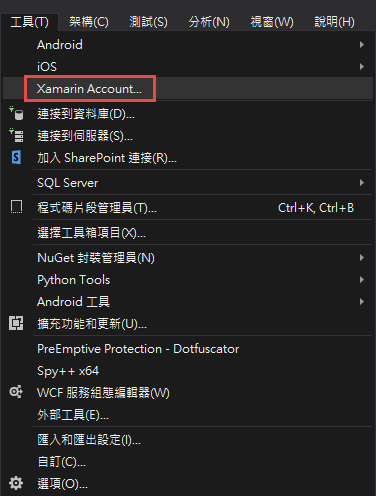 工具(T) 架構(C) 測試(S) 分析(N) 視窗(W) 說明(H)
Android
iOS
Xamarin Account...
連接到資料庫(D)...
連接到伺服器(S)...
加入 SharePoint 連接(R)...
SQL Server
程式碼片段管理員(T)... Ctrl+K, Ctrl+B
選擇工具箱項目(X)...
NuGet 封裝管理員(N)
Python Tools
Android 工具
擴充功能和更新(U)...
PreEmptive Protection - Dotfuscator
Spy++ x64
WCF 服務組態編輯器(W)
外部工具(E)...
匯入和匯出設定(I)...
自訂(C)...
選項(O)...